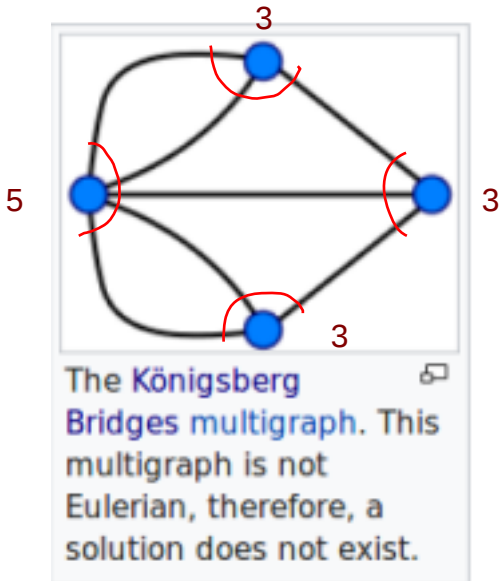 3
5
3
3
The Königsberg
Bridges multigraph. This
multigraph is not
Eulerian, therefore, a
solution does not exist.